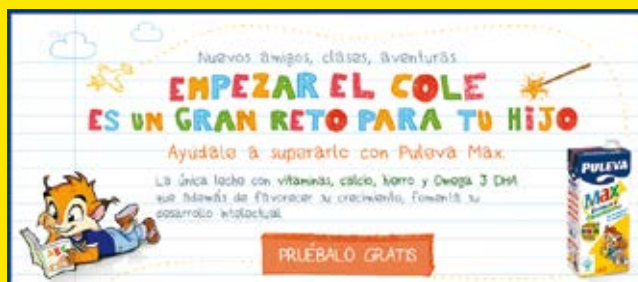 Nuevos amigos, clases, aventuras
EMPEZAR EL COLE
ES UN GRAN RETO PARA TU HIJO
Ayúdale a superarlo con Puleva Max.
La única leche con vitaminas, calcio, hierro y Omega 3 DHA
que además de favorecer su crecimiento, fomenta su
desarrollo intelectual
PRUÉBALO GRATIS
PULEVA
Max